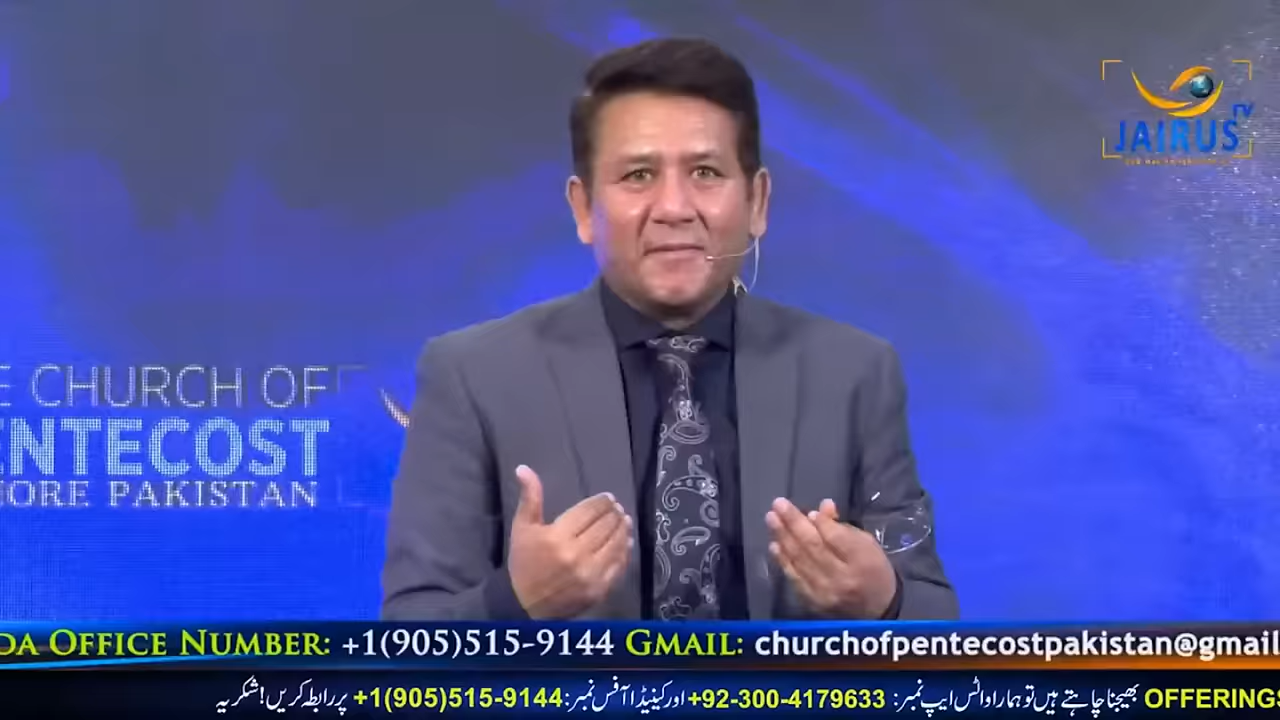 JAIRUS TV
E CHURCH OF
ENTECOST
ORE PAKISTAN
DA OFFICE NUMBER: +1(905)515-9144 GMAIL: churchofpentecostpakistan@gmail
OFFERINGS بھیجنا چاہتے ہیں تو ہمارا واٹس ایپ نمبر: +92-300-4179633 اور کینیڈا آفس نمبر: +1(905)515-9144 پر رابطہ کریں! شکریہ